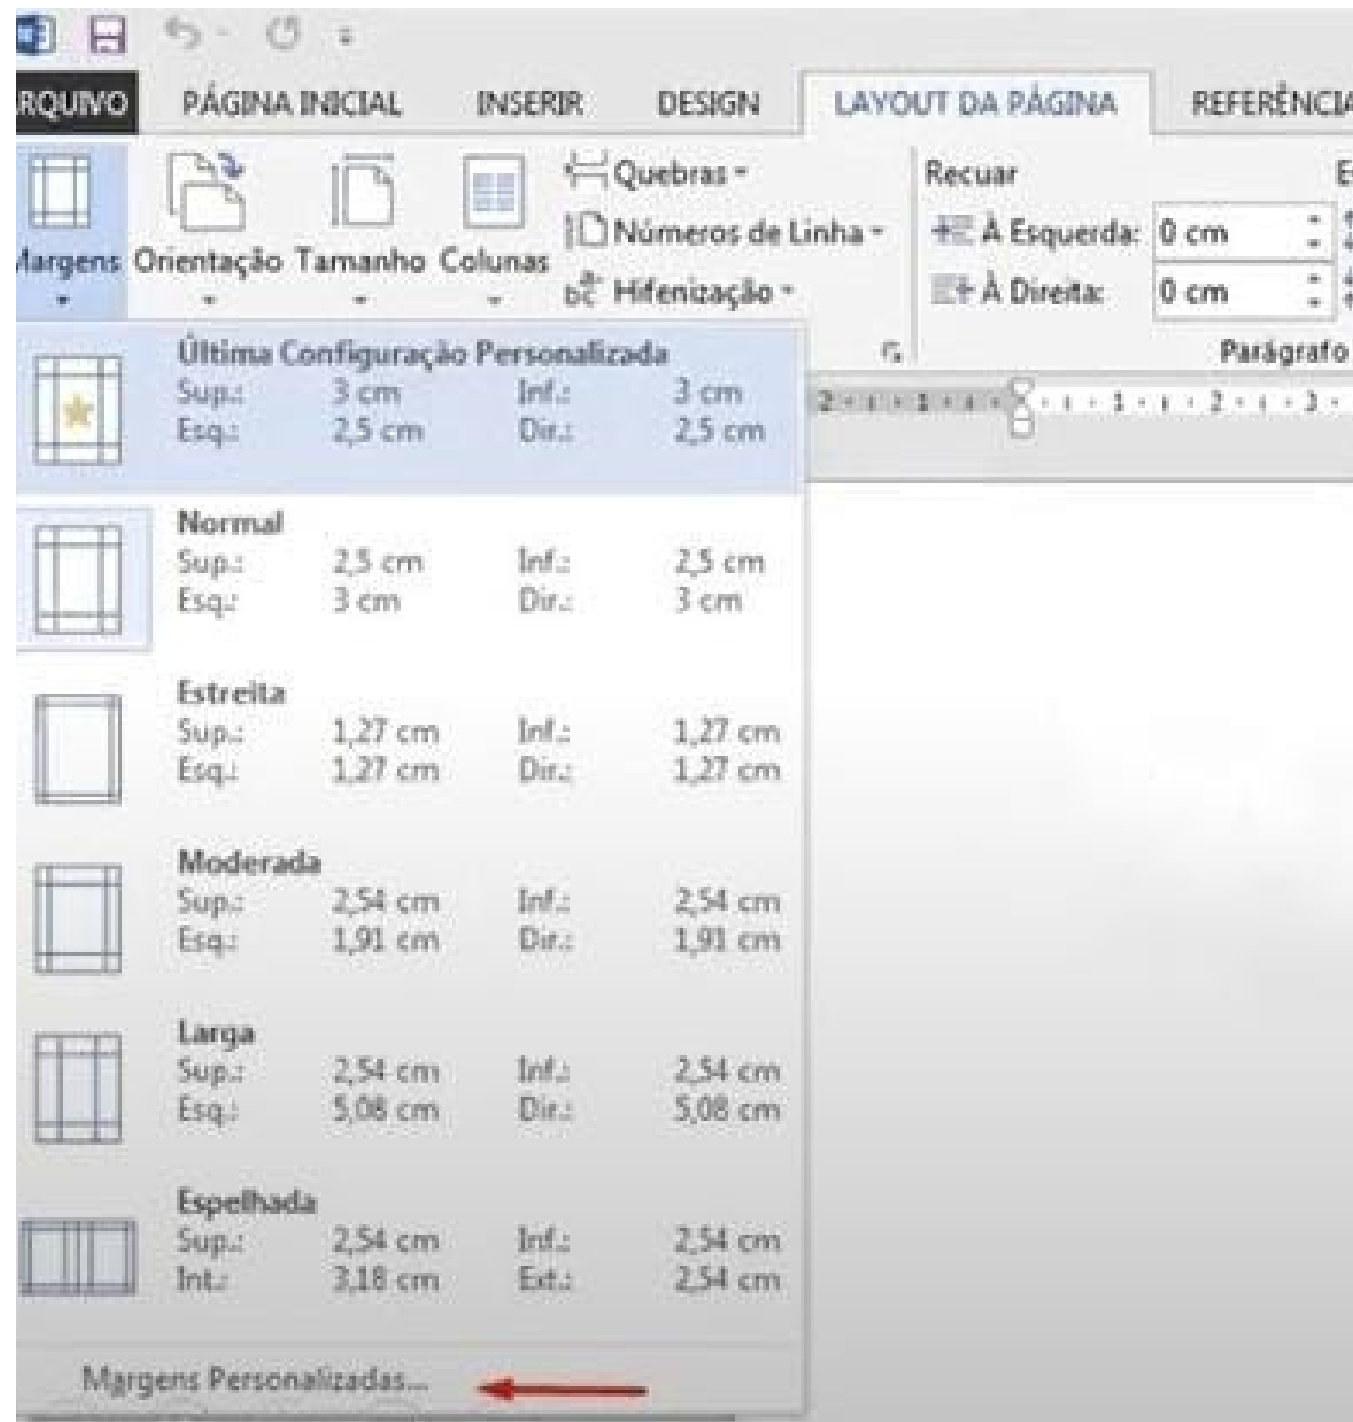 RQUIVO PÁGINA INICIAL INSERIR DESIGN LAYOUT DA PÁGINA REFERÊNCIA
Margens Orientação Tamanho Colunas
Quebras
Números de Linha
Hifenização
Recuar
À Esquerda: 0 cm
À Direita: 0 cm
Parágrafo
2 1 1 2 3
Última Configuração Personalizada
Sup.: 3 cm Inf.: 3 cm
Esq.: 2,5 cm Dir.: 2,5 cm
Normal
Sup.: 2,5 cm Inf.: 2,5 cm
Esq.: 3 cm Dir.: 3 cm
Estreita
Sup.: 1,27 cm Inf.: 1,27 cm
Esq.: 1,27 cm Dir.: 1,27 cm
Moderada
Sup.: 2,54 cm Inf.: 2,54 cm
Esq.: 1,91 cm Dir.: 1,91 cm
Larga
Sup.: 2,54 cm Inf.: 2,54 cm
Esq.: 5,08 cm Dir.: 5,08 cm
Espelhada
Sup.: 2,54 cm Inf.: 2,54 cm
Int.: 3,18 cm Ext.: 2,54 cm
Margens Personalizadas...